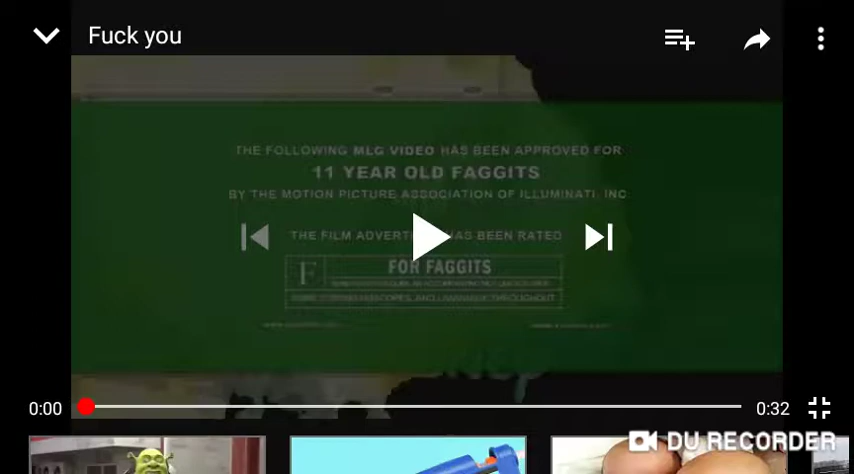 Fuck you
THE FOLLOWING MLG VIDEO HAS BEEN APPROVED FOR
11 YEAR OLD FAGGITS
BY THE MOTION PICTURE ASSOCIATION OF ILLUMINATI, INC
THE FILM ADVERT HAS BEEN RATED
F
FOR FAGGITS
0:00
0:32
DU RECORDER